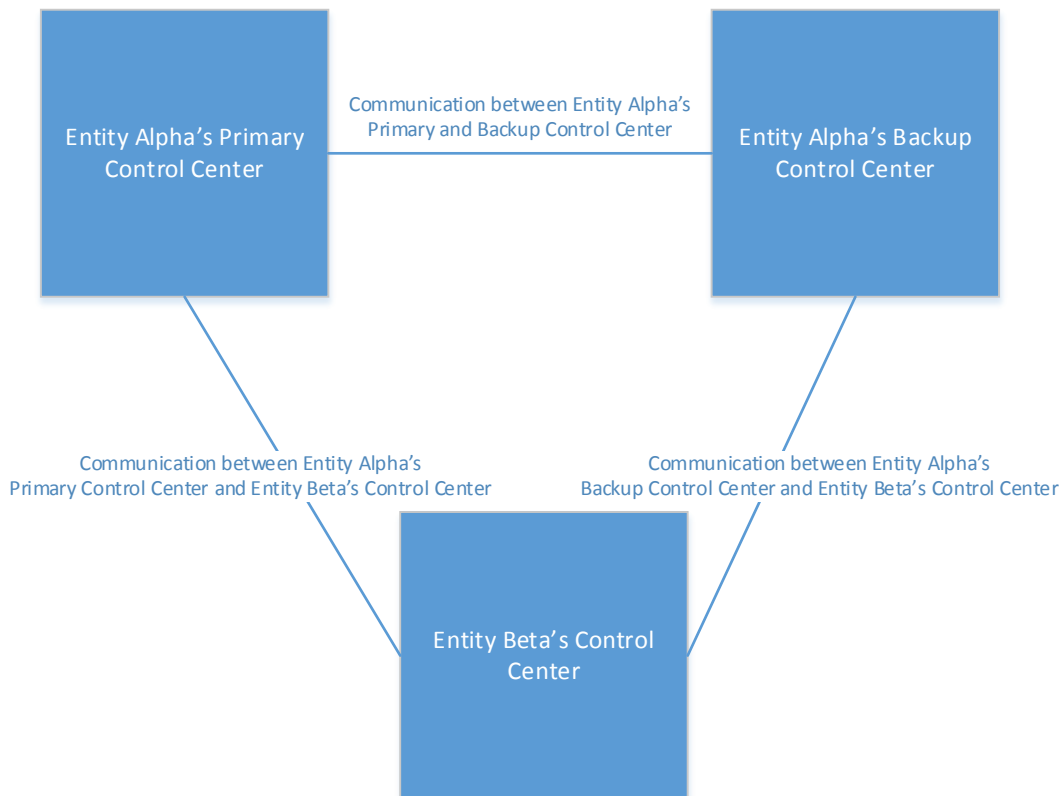 Communication between Entity Alpha's
Primary and Backup Control Center
Entity Alpha's Primary
Control Center
Entity Alpha's Backup
Control Center
Communication between Entity Alpha's
Primary Control Center and Entity Beta's Control Center
Communication between Entity Alpha's
Backup Control Center and Entity Beta's Control Center
Entity Beta's Control
Center